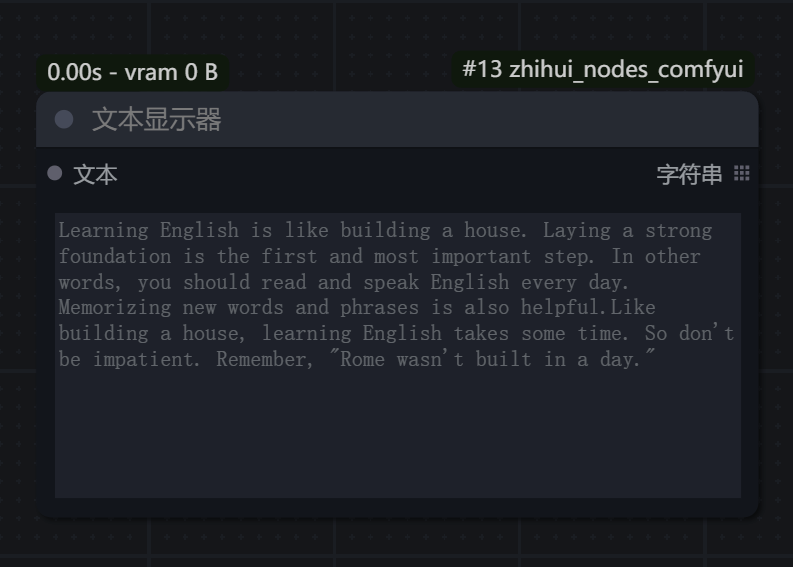 0.00s - vram 0 B
#13 zhihui_nodes_comfyui
文本显示器
文本
字符串
Learning English is like building a house. Laying a strong
foundation is the first and most important step. In other
words, you should read and speak English every day.
Memorizing new words and phrases is also helpful.Like
building a house, learning English takes some time. So don't
be impatient. Remember, "Rome wasn't built in a day."